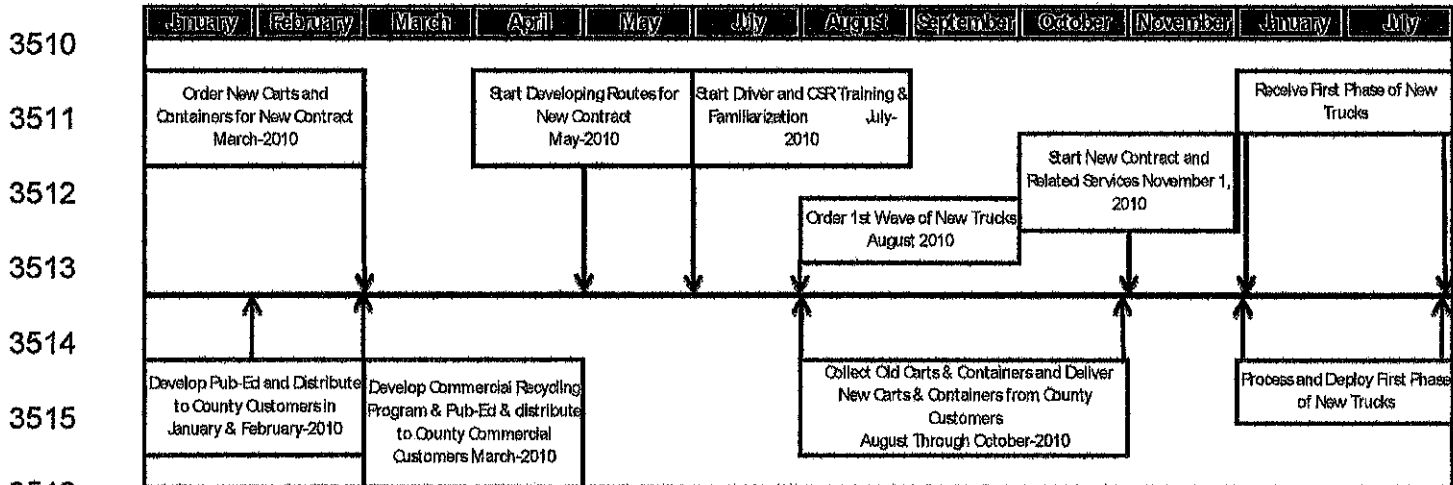 January February March April May July August September October November January July
3510
3511
3512
3513
3514
3515
Order New Carts and
Containers for New Contract
March-2010
Start Developing Routes for
New Contract
May-2010
Start Driver and CSR Training &
Familiarization July-
2010
Receive First Phase of New
Trucks
Start New Contract and
Related Services November 1,
2010
Order 1st Wave of New Trucks
August 2010
Develop Pub-Ed and Distribute
to County Customers in
January & February-2010
Develop Commercial Recycling
Program & Pub-Ed & distribute
to County Commercial
Customers March-2010
Collect Old Carts & Containers and Deliver
New Carts & Containers from County
Customers
August Through October-2010
Process and Deploy First Phase
of New Trucks